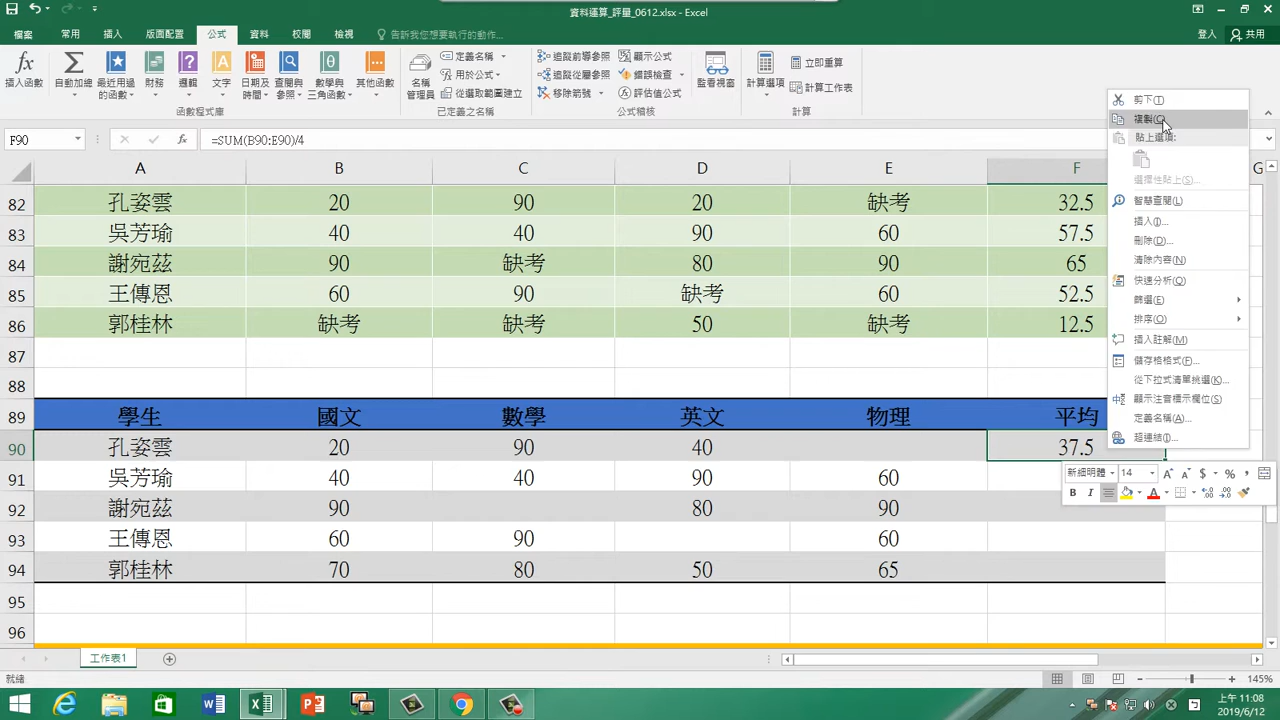 資料運算_評量_0612.xlsx - Excel
檔案 常用 插入 版面配置 公式 資料 校閱 檢視 告訴我您想要執行的動作... 登入 共用
插入函數 自動加總 最近用過的函數 財務 邏輯 文字 日期及時間 查閱與參照 數學與三角函數 其他函數
函數程式庫
名稱管理員 定義名稱 用於公式 從選取範圍建立
已定義之名稱
追蹤前導參照 顯示公式
追蹤從屬參照 錯誤檢查
移除箭號 評估值公式
公式稽核
監看視窗 計算選項 立即重算
計算工作表
計算
F90 fx =SUM(B90:E90)/4
A B C D E F G
82 孔姿雲 20 90 20 缺考 32.5
83 吳芳瑜 40 40 90 60 57.5
84 謝宛茲 90 缺考 80 90 65
85 王傳恩 60 90 缺考 60 52.5
86 郭桂林 缺考 缺考 50 缺考 12.5
87
88
89 學生 國文 數學 英文 物理 平均
90 孔姿雲 20 90 40 37.5
91 吳芳瑜 40 40 90 60
92 謝宛茲 90 80 90
93 王傳恩 60 90 60
94 郭桂林 70 80 50 65
95
96
剪下(T)
複製(C)
貼上選項:
選擇性貼上(S)...
智慧查閱(L)
插入(I)...
刪除(D)...
清除內容(N)
快速分析(Q)
篩選(E)
排序(O)
插入註解(M)
儲存格格式(F)...
從下拉式清單挑選(K)...
顯示注音標示欄位(S)
定義名稱(A)...
超連結(I)...
新細明體 14 A A $ % ,
B I A
工作表1
就緒 145%
上午 11:08
2019/6/12